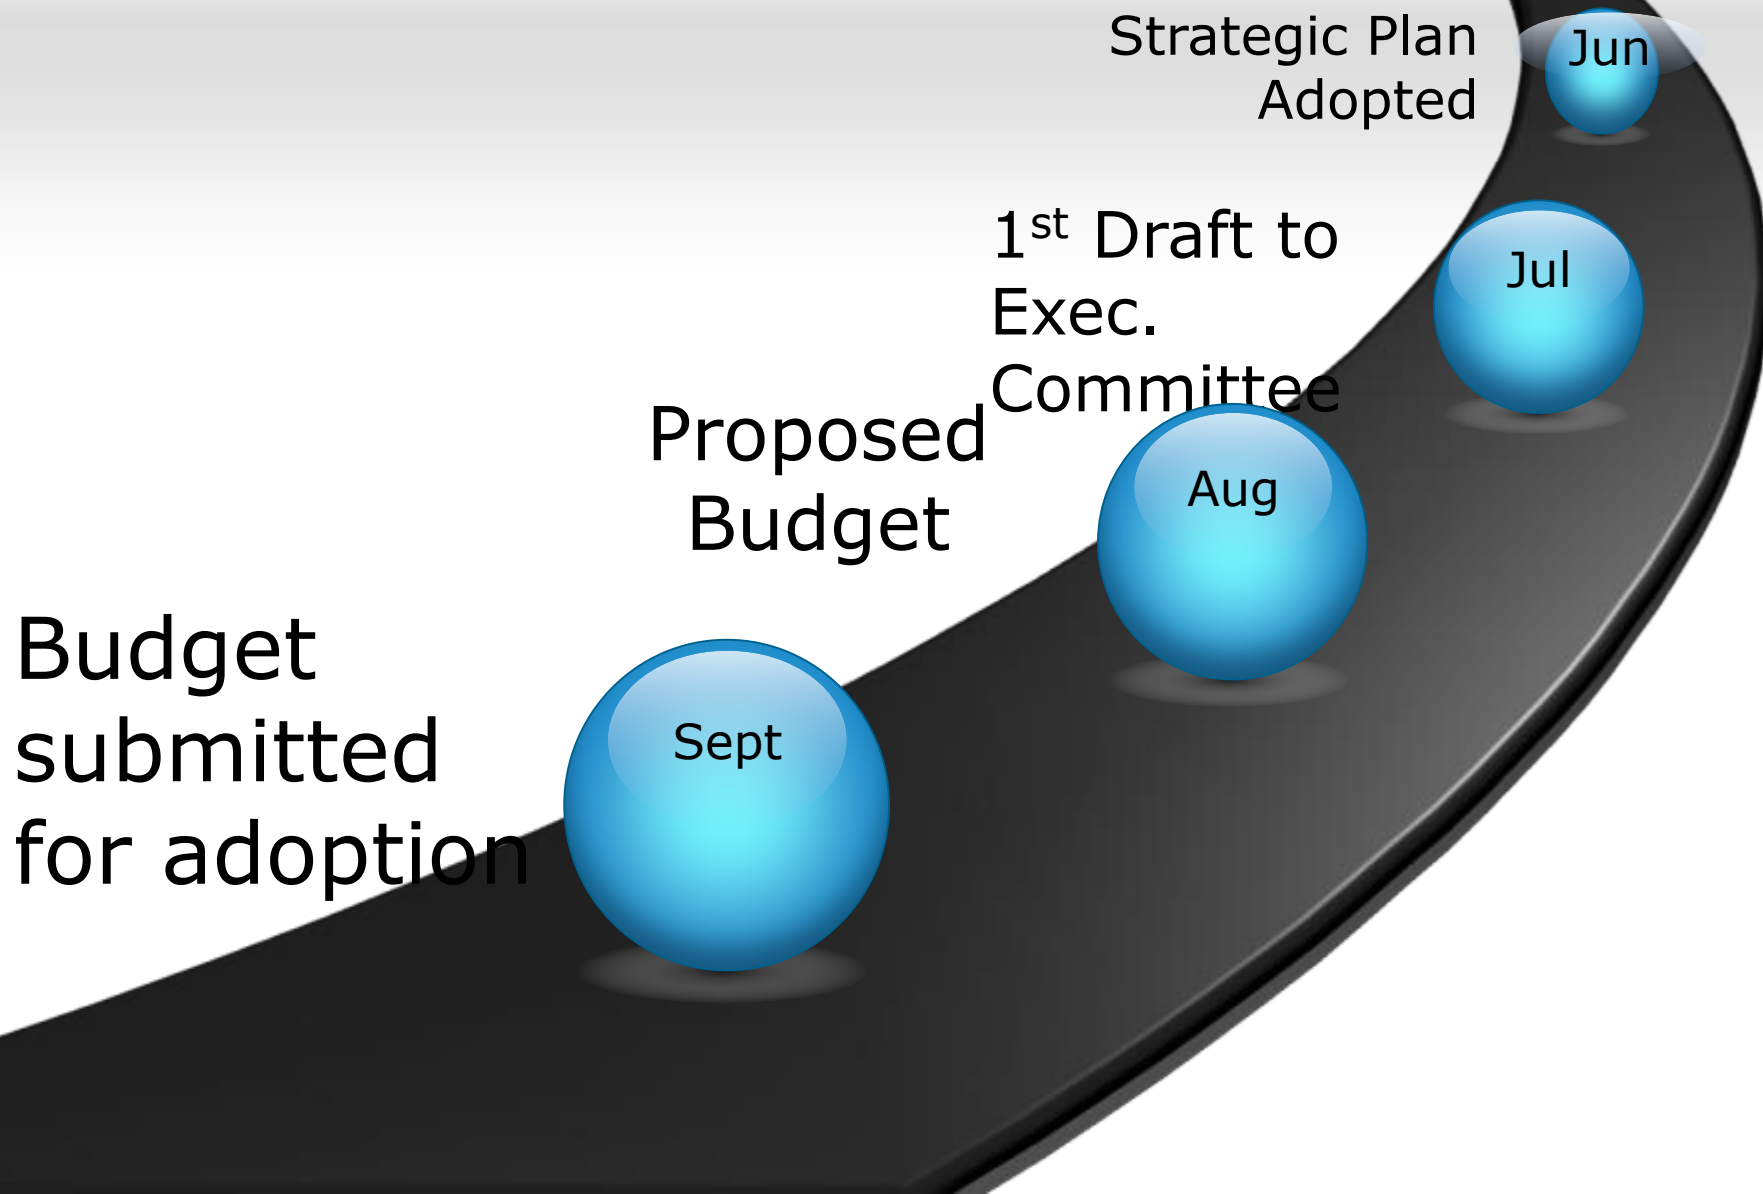 Strategic Plan
Adopted
Jun
1st Draft to
Exec.
Committee
Jul
Proposed
Budget
Aug
Budget
submitted
for adoption
Sept